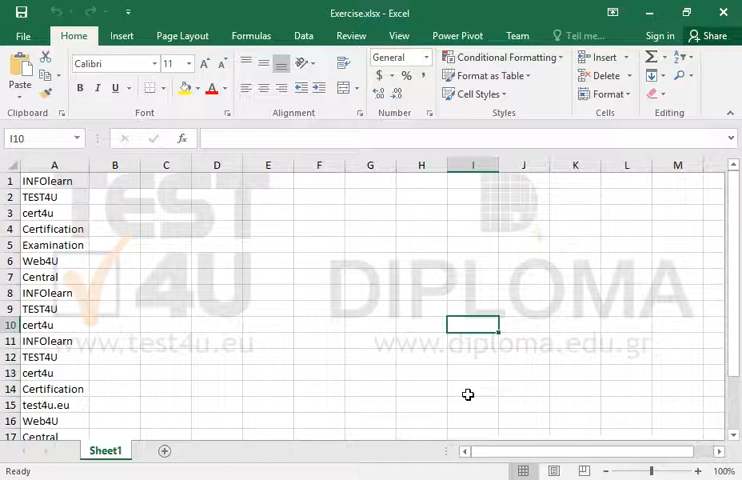 Exercise.xlsx - Excel
File Home Insert Page Layout Formulas Data Review View Power Pivot Team Tell me... Sign in Share
Calibri 11 General Conditional Formatting Insert
Paste B I U A $ % , Format as Table Delete
Cell Styles Format
Clipboard Font Alignment Number Styles Cells Editing
I10 fx
A B C D E F G H I J K L M
1 INFOlearn
2 TEST4U
3 cert4u
4 Certification
5 Examination
6 Web4U
7 Central
8 INFOlearn
9 TEST4U
10 cert4u
11 INFOlearn
12 TEST4U
13 cert4u
14 Certification
15 test4u.eu
16 Web4U
17 Central
TEST
4U
www.test4u.eu
D
DIPLOMA
www.diploma.edu.gr
Sheet1
Ready 100%